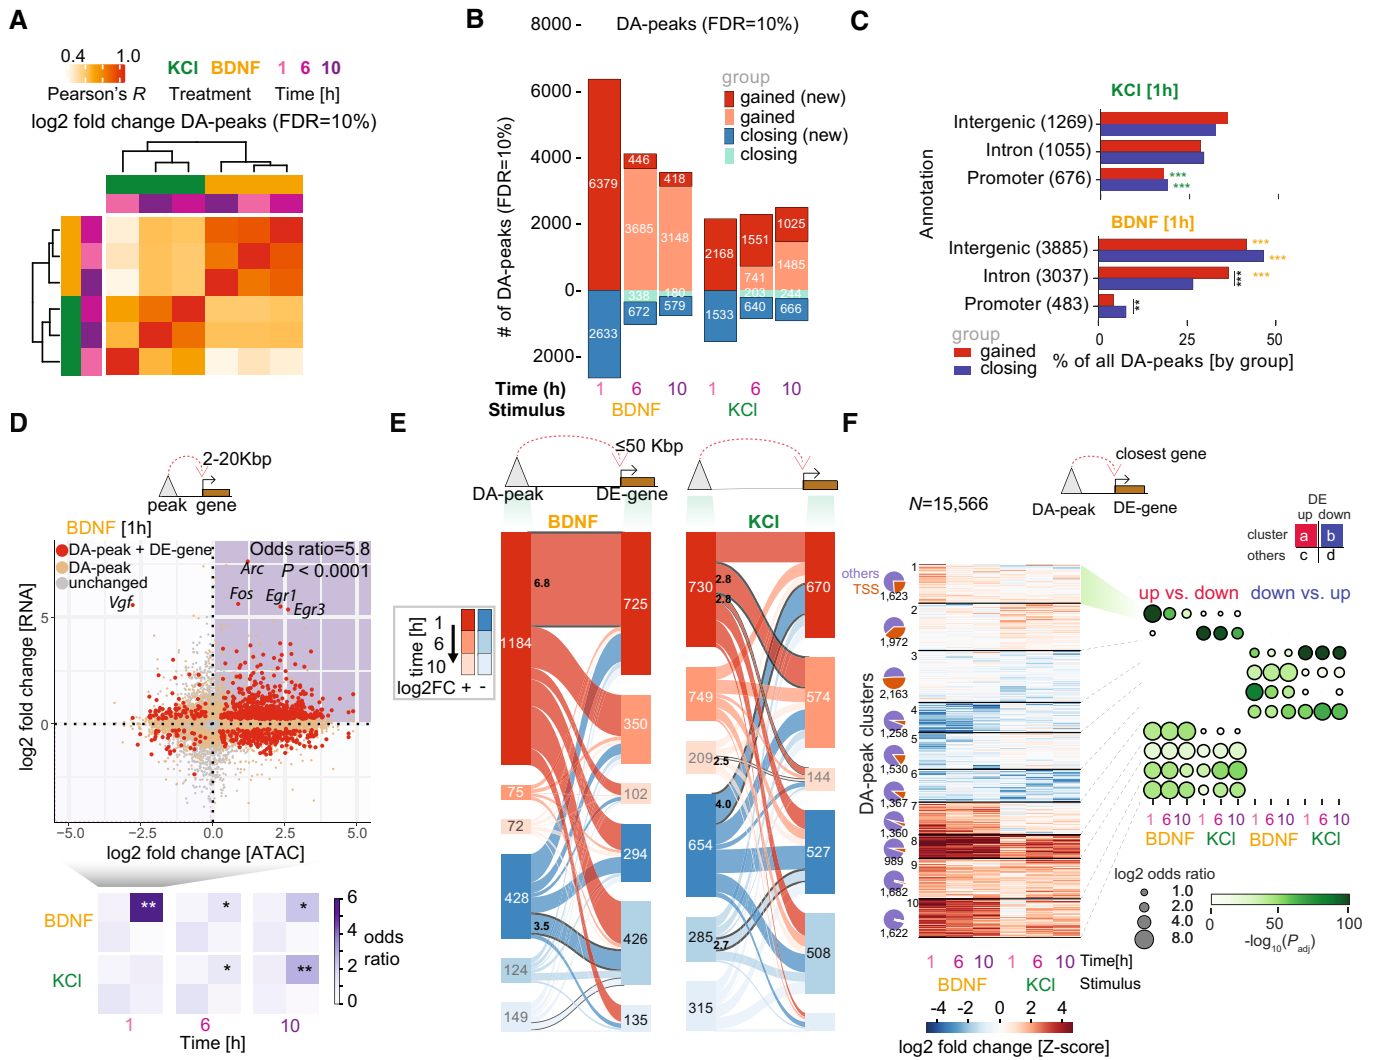 A
0.4 1.0
Pearson's R
KCl BDNF 1 6 10
Treatment Time [h]
log2 fold change DA-peaks (FDR=10%)
B
DA-peaks (FDR=10%)
# of DA-peaks (FDR=10%)
8000
6000
4000
2000
0
2000
group
gained (new)
gained
closing (new)
closing
6379
2633
446
3685
338
672
418
3148
180
579
2168
1533
1551
741
203
640
1025
1485
244
666
Time (h) 1 6 10 1 6 10
Stimulus BDNF KCl
C
Annotation
KCl [1h]
Intergenic (1269)
Intron (1055)
Promoter (676)
***
***
BDNF [1h]
Intergenic (3885)
Intron (3037)
Promoter (483)
***
***
***
***
**
0 25 50
% of all DA-peaks [by group]
group
gained
closing
D
2-20Kbp
peak gene
BDNF [1h]
DA-peak + DE-gene
DA-peak
unchanged
Odds ratio=5.8
P < 0.0001
Arc
Fos
Egr1
Egr3
Vgf
log2 fold change [RNA]
5
0
−5.0 −2.5 0.0 2.5 5.0
log2 fold change [ATAC]
BDNF
KCl
** * *
* **
1 6 10
Time [h]
6
4
2
0
odds ratio
E
≤50 Kbp
DA-peak DE-gene
BDNF
KCl
time [h]
1
6
10
log2FC + -
1184
75
72
428
124
149
6.8
3.5
725
350
102
294
426
135
730
749
209
654
285
315
2.8
2.8
2.5
4.0
2.7
670
574
144
527
508
F
N=15,566
closest gene
DA-peak DE-gene
DE
up down
cluster a b
others c d
DA-peak clusters
others
TSS
1
1,623
2
1,972
3
2,163
4
1,258
5
1,530
6
1,367
7
1,360
8
989
9
1,682
10
1,622
up vs. down
down vs. up
1 6 10 1 6 10 1 6 10 1 6 10
BDNF KCl BDNF KCl
log2 odds ratio
1.0
2.0
4.0
8.0
0 50 100
-log10(Padj)
1 6 10 1 6 10 Time[h]
BDNF KCl Stimulus
-4 -2 0 2 4
log2 fold change [Z-score]